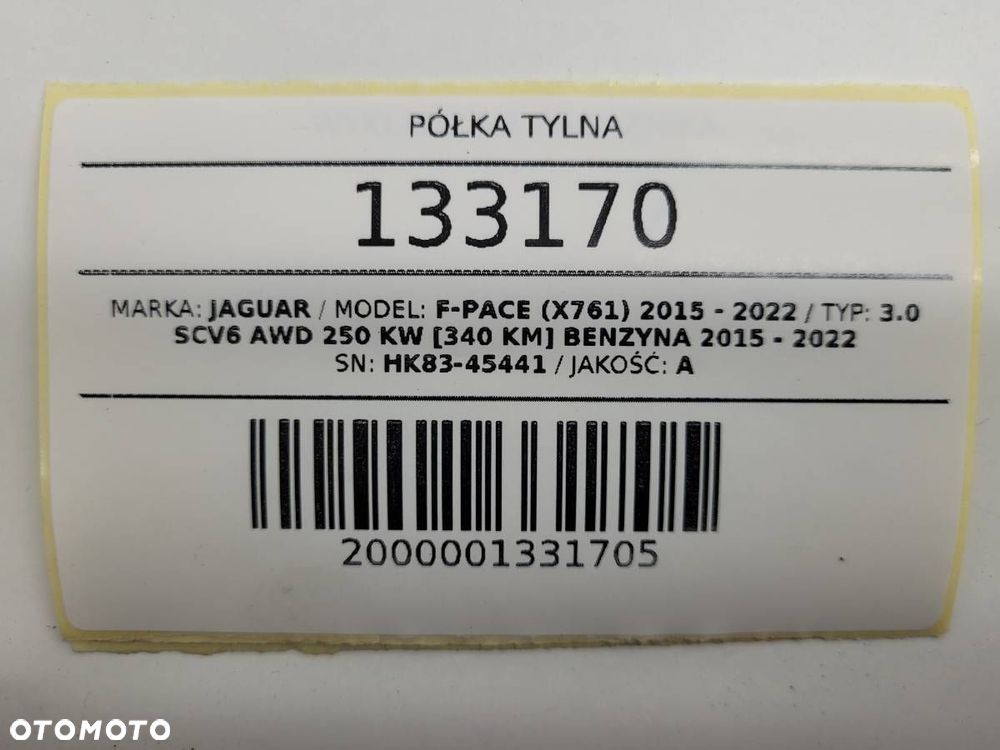 PÓŁKA TYLNA
133170
MARKA: JAGUAR / MODEL: F-PACE (X761) 2015 - 2022 / TYP: 3.0
SCV6 AWD 250 KW [340 KM] BENZYNA 2015 - 2022
SN: HK83-45441 / JAKOŚĆ: A
2000001331705
OTOMOTO